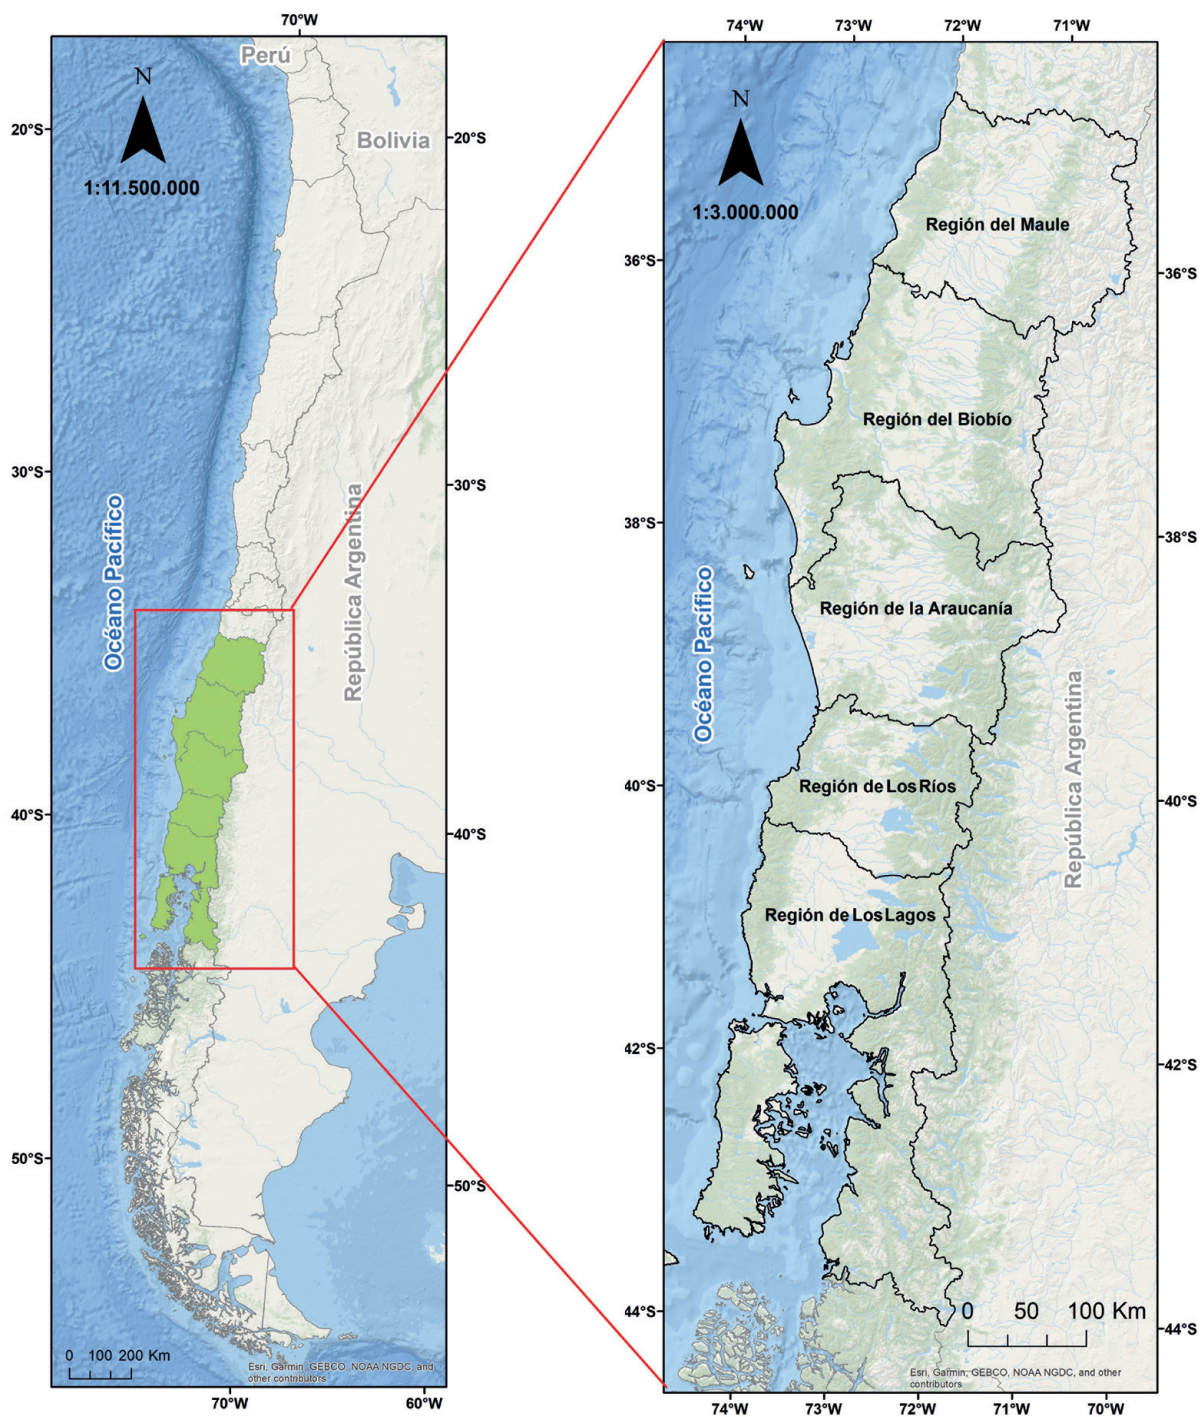 70°W
Perú
N
20°S
20°S
Bolivia
1:11.500.000
30°S
30°S
Océano Pacífico
República Argentina
40°S
40°S
50°S
50°S
0 100 200 Km
Esri, Garmin, GEBCO, NOAA NGDC, and
other contributors
70°W
60°W
74°W
73°W
72°W
71°W
N
1:3.000.000
Región del Maule
36°S
36°S
Región del Biobío
38°S
38°S
Océano Pacífico
Región de la Araucanía
República Argentina
40°S
40°S
Región de Los Ríos
Región de Los Lagos
42°S
42°S
44°S
44°S
0 50 100 Km
Esri, Garmin, GEBCO, NOAA NGDC, and other
contributors
74°W
73°W
72°W
71°W
70°W